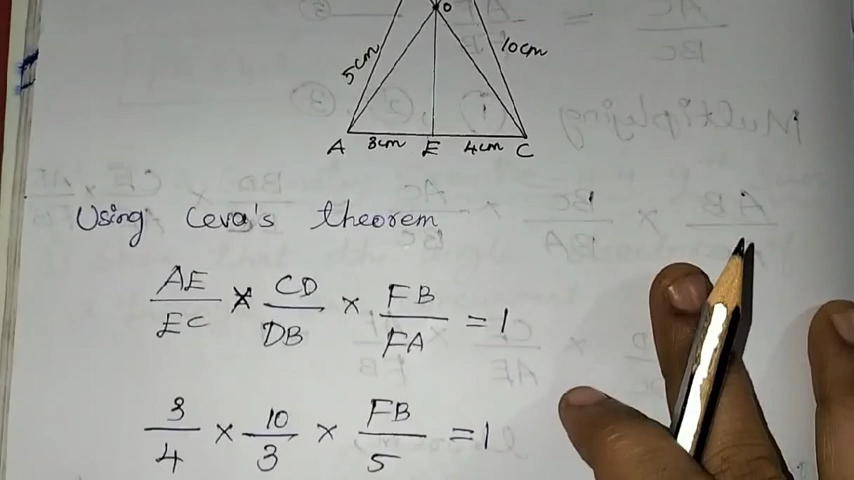 O
5cm
10cm
A 3cm E 4cm C
Using Ceva's theorem
AE/EC × CD/DB × FB/FA = 1
3/4 × 10/3 × FB/5 = 1